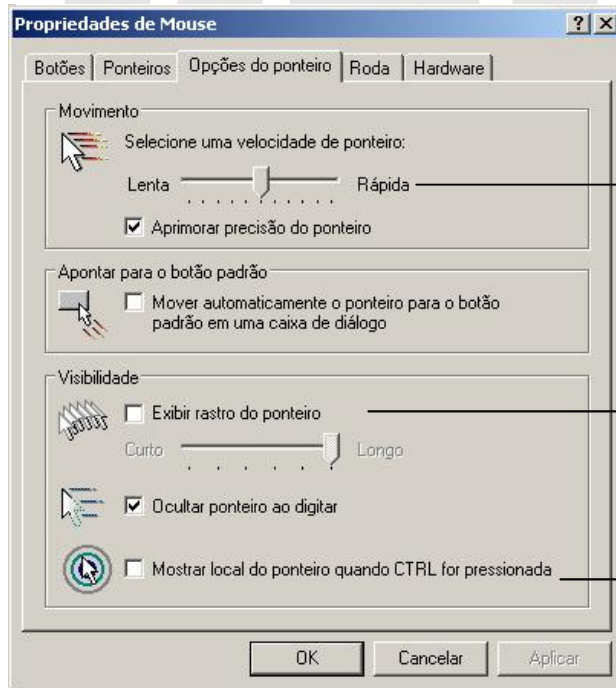 Propriedades de Mouse
Botões Ponteiros Opções do ponteiro Roda Hardware
Movimento
Selecione uma velocidade de ponteiro:
Lenta Rápida
Aprimorar precisão do ponteiro
Apontar para o botão padrão
Mover automaticamente o ponteiro para o botão
padrão em uma caixa de diálogo
Visibilidade
Exibir rastro do ponteiro
Curto Longo
Ocultar ponteiro ao digitar
Mostrar local do ponteiro quando CTRL for pressionada
OK Cancelar Aplicar